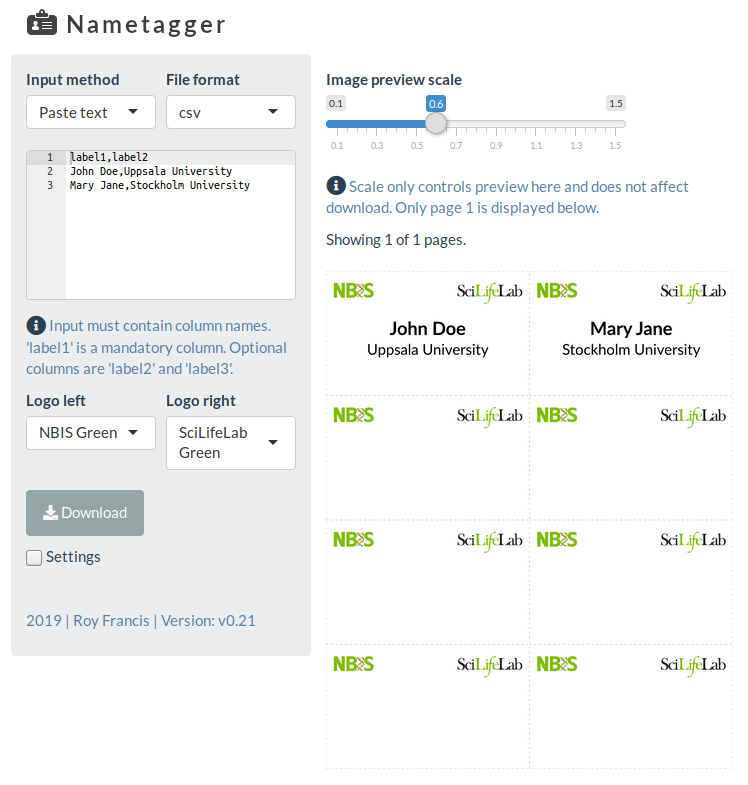 Nametagger
Input method
File format
Paste text
csv
1 label1,label2
2 John Doe,Uppsala University
3 Mary Jane,Stockholm University
Input must contain column names.
'label1' is a mandatory column. Optional
columns are 'label2' and 'label3'.
Logo left
Logo right
NBIS Green
SciLifeLab
Green
Download
Settings
2019 | Roy Francis | Version: v0.21
Image preview scale
0.1 0.6 1.5
0.1 0.3 0.5 0.7 0.9 1.1 1.3 1.5
Scale only controls preview here and does not affect
download. Only page 1 is displayed below.
Showing 1 of 1 pages.
NBIS SciLifeLab NBIS SciLifeLab
John Doe Mary Jane
Uppsala University Stockholm University
NBIS SciLifeLab NBIS SciLifeLab
NBIS SciLifeLab NBIS SciLifeLab
NBIS SciLifeLab NBIS SciLifeLab